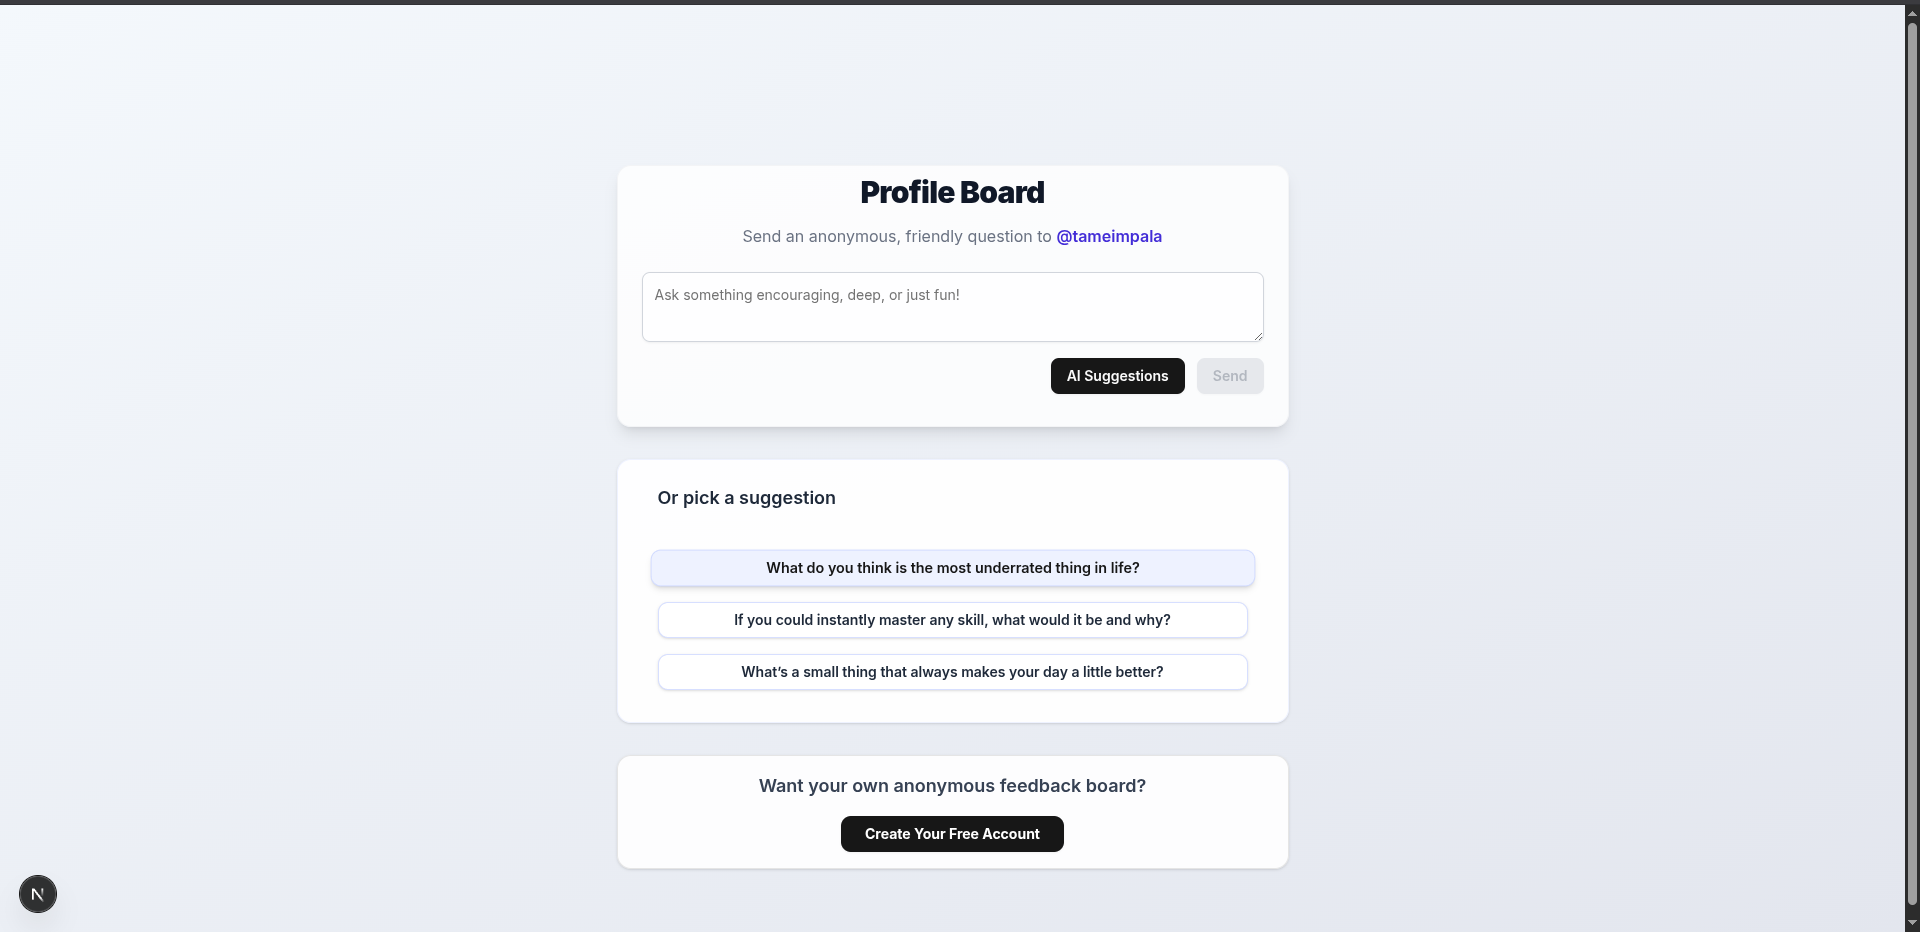 Profile Board
Send an anonymous, friendly question to @tameimpala
Ask something encouraging, deep, or just fun!
AI Suggestions
Send
Or pick a suggestion
What do you think is the most underrated thing in life?
If you could instantly master any skill, what would it be and why?
What's a small thing that always makes your day a little better?
Want your own anonymous feedback board?
Create Your Free Account
N